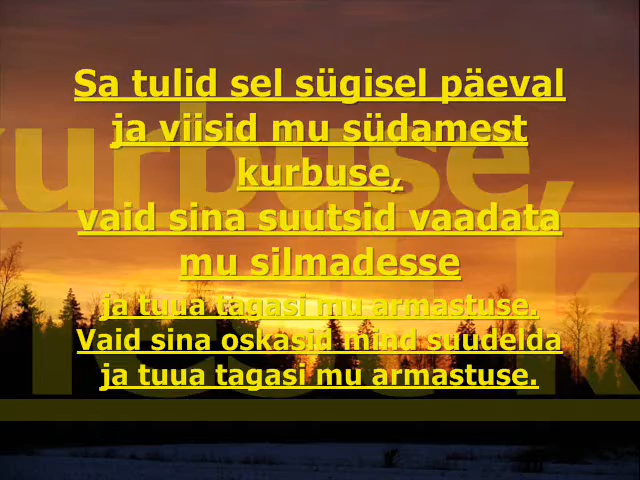 Sa tulid sel sügisel päeval
ja viisid mu südamest
kurbuse,
vaid sina suutsid vaadata
mu silmadesse
ja tuua tagasi mu armastuse.
Vaid sina oskasid mind suudelda
ja tuua tagasi mu armastuse.
kurbuse,